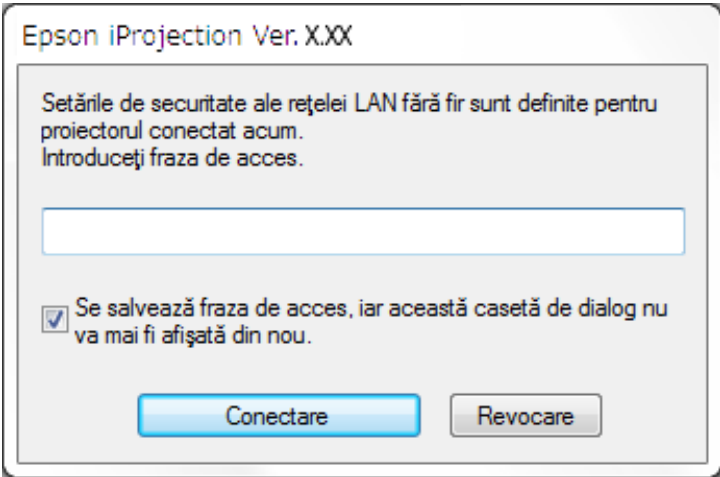 Epson iProjection Ver. X.XX
Setările de securitate ale reţelei LAN fără fir sunt definite pentru
proiectorul conectat acum.
Introduceţi fraza de acces.
Se salvează fraza de acces, iar această casetă de dialog nu
va mai fi afişată din nou.
Conectare
Revocare